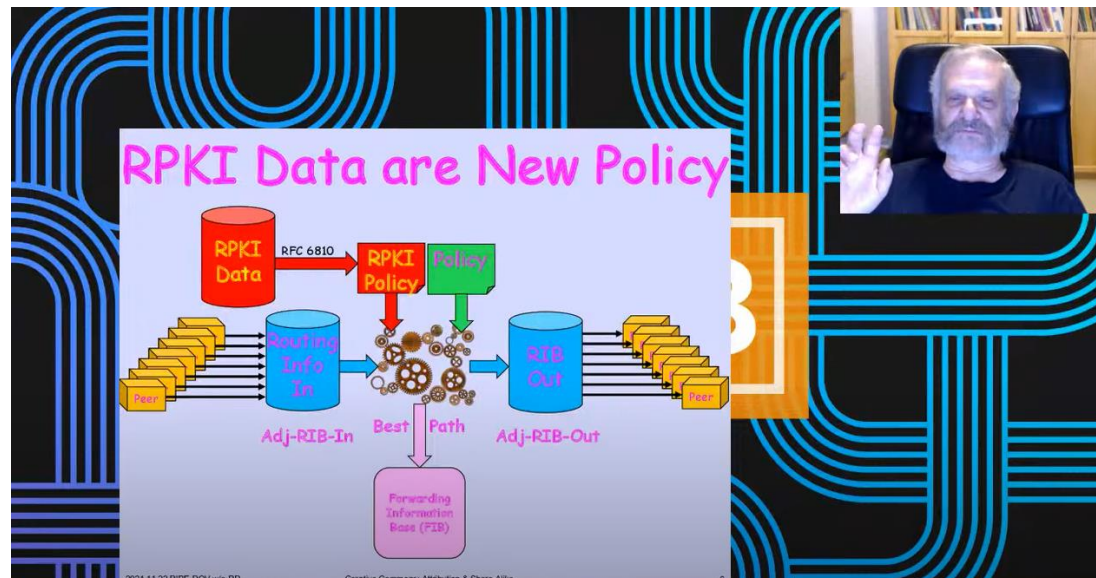 RPKI Data are New Policy
RPKI
Data
RFC 6810
RPKI
Policy
Policy
Routing
Info
In
RIB
Out
Peer
Peer
Adj-RIB-In
Best Path
Adj-RIB-Out
Forwarding
Information
Base (FIB)